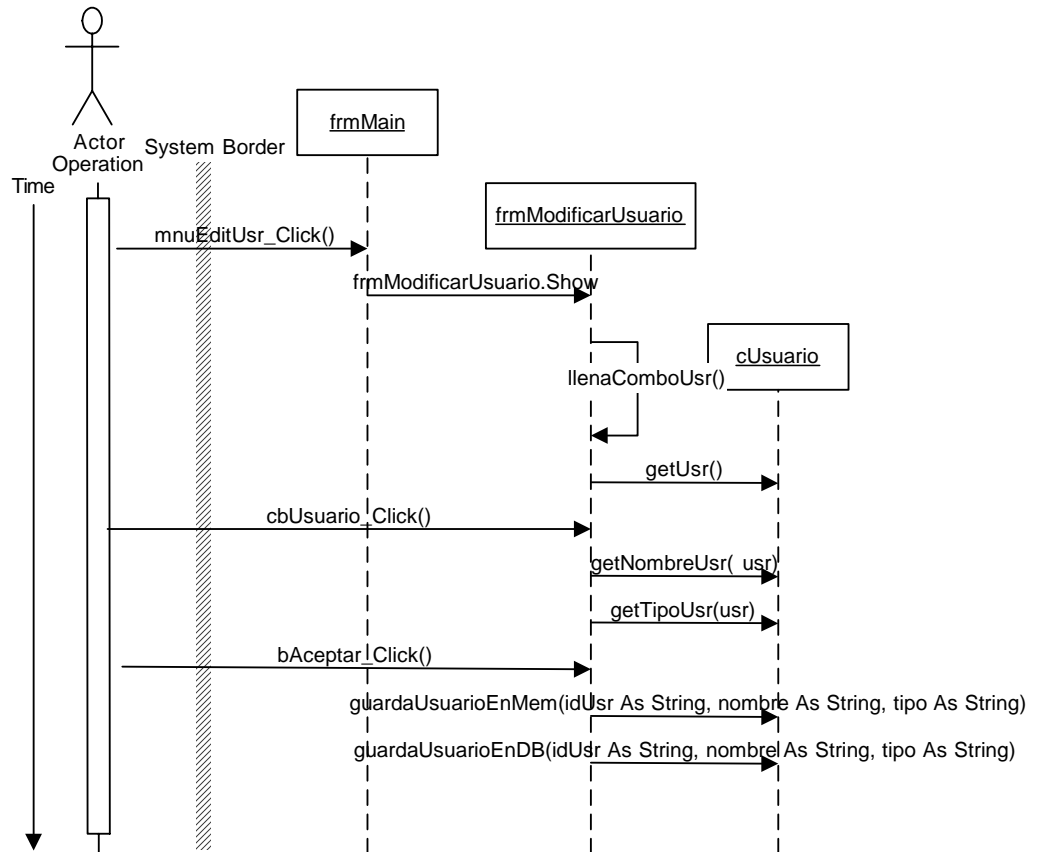 frmMain
Actor
Operation
System Border
Time
frmModificarUsuario
mnuEditUsr_Click()
frmModificarUsuario.Show
cUsuario
llenaComboUsr()
getUsr()
cbUsuario_Click()
getNombreUsr( usr)
getTipoUsr(usr)
bAceptar_Click()
guardaUsuarioEnMem(idUsr As String, nombre As String, tipo As String)
guardaUsuarioEnDB(idUsr As String, nombre As String, tipo As String)